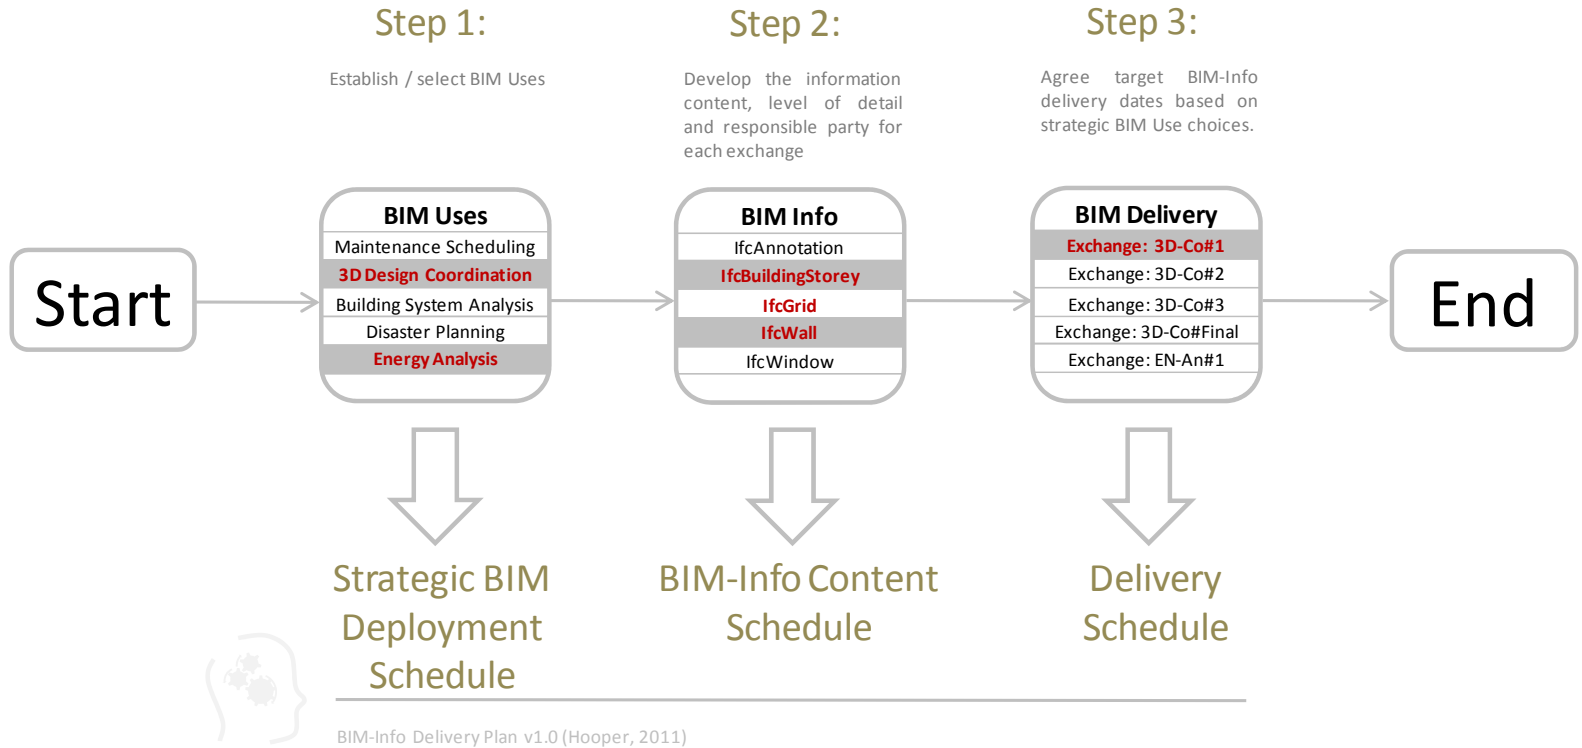 Step 1:
Establish / select BIM Uses
Step 2:
Develop the information
content, level of detail
and responsible party for
each exchange
Step 3:
Agree target BIM-Info
delivery dates based on
strategic BIM Use choices.
Start
BIM Uses
Maintenance Scheduling
3D Design Coordination
Building System Analysis
Disaster Planning
Energy Analysis
BIM Info
IfcAnnotation
IfcBuildingStorey
IfcGrid
IfcWall
IfcWindow
BIM Delivery
Exchange: 3D-Co#1
Exchange: 3D-Co#2
Exchange: 3D-Co#3
Exchange: 3D-Co#Final
Exchange: EN-An#1
End
Strategic BIM
Deployment
Schedule
BIM-Info Content
Schedule
Delivery
Schedule
BIM-Info Delivery Plan v1.0 (Hooper, 2011)